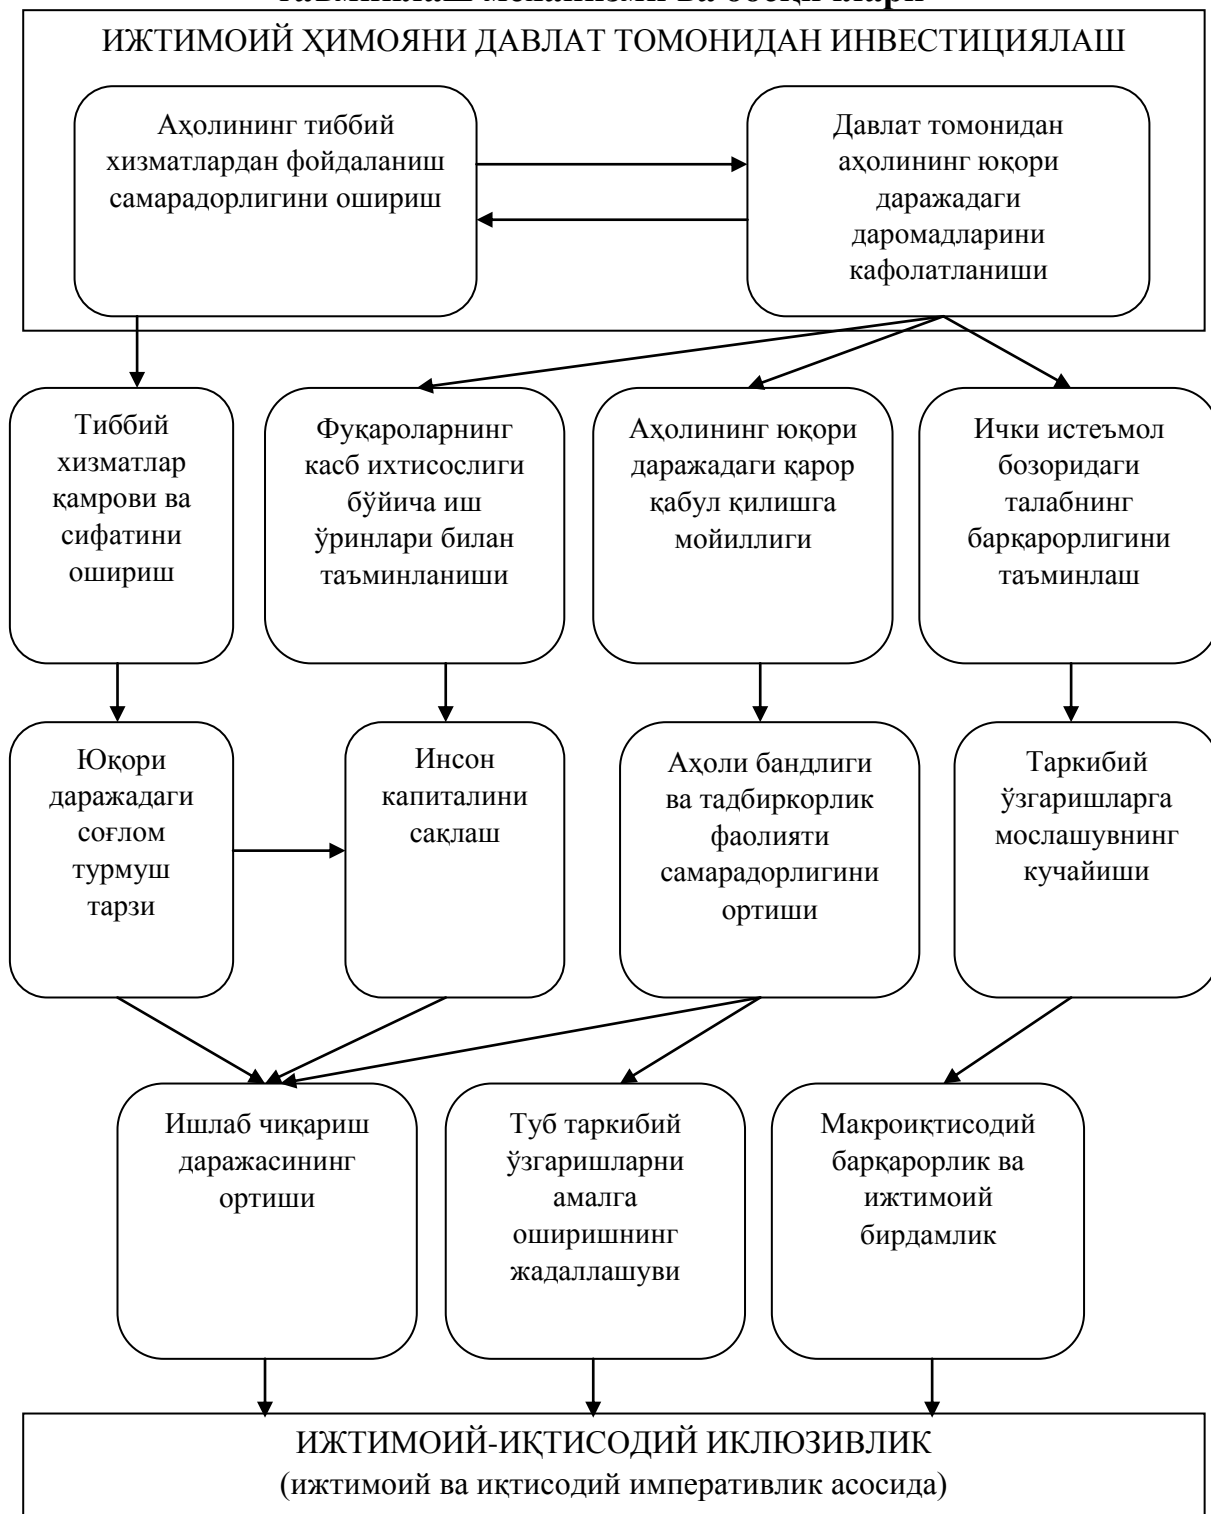 таъминлаш механизми ва босқичлари
ИЖТИМОИЙ ҲИМОЯНИ ДАВЛАТ ТОМОНИДАН ИНВЕСТИЦИЯЛАШ
Аҳолининг тиббий
хизматлардан фойдаланиш
самарадорлигини ошириш
Давлат томонидан
аҳолининг юқори
даражадаги
даромадларини
кафолатланиши
Тиббий
хизматлар
қамрови ва
сифатини
ошириш
Фуқароларнинг
касб ихтисослиги
бўйича иш
ўринлари билан
таъминланиши
Аҳолининг юқори
даражадаги қарор
қабул қилишга
мойиллиги
Ички истеъмол
бозоридаги
талабнинг
барқарорлигини
таъминлаш
Юқори
даражадаги
соғлом
турмуш
тарзи
Инсон
капиталини
сақлаш
Аҳоли бандлиги
ва тадбиркорлик
фаолияти
самарадорлигини
ортиши
Таркибий
ўзгаришларга
мослашувнинг
кучайиши
Ишлаб чиқариш
даражасининг
ортиши
Туб таркибий
ўзгаришларни
амалга
оширишнинг
жадаллашуви
Макроиқтисодий
барқарорлик ва
ижтимоий
бирдамлик
ИЖТИМОИЙ-ИҚТИСОДИЙ ИКЛЮЗИВЛИК
(ижтимоий ва иқтисодий императивлик асосида)